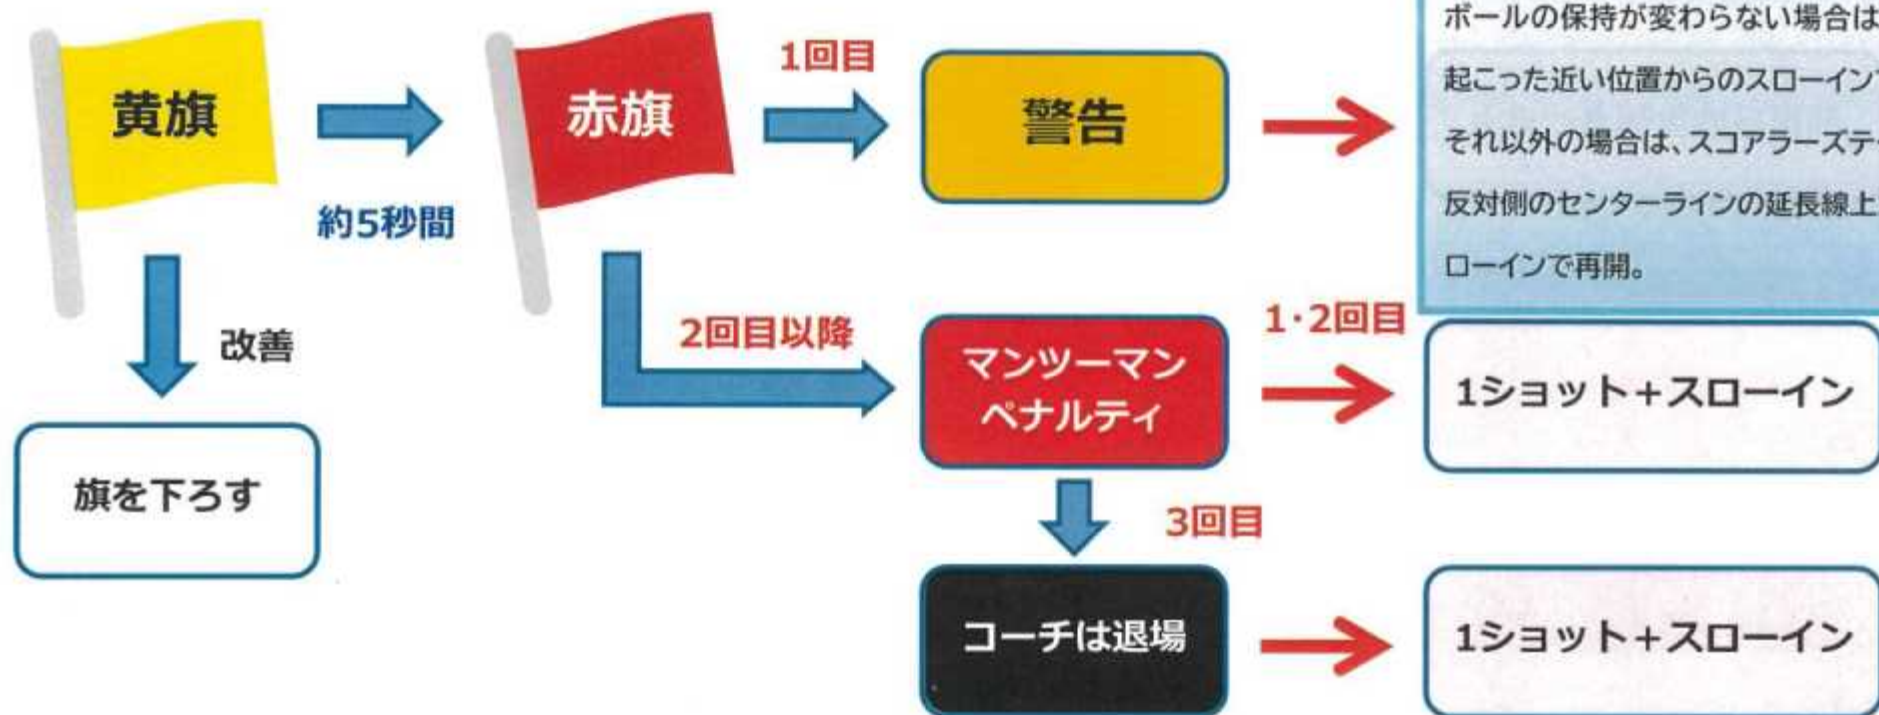 黄旗
約5秒間
赤旗
1回目
警告
ボールの保持が変わらない場合は
起こった近い位置からのスローイン
それ以外の場合は、スコアラーズテ
反対側のセンターラインの延長線上
ローインで再開。
改善
旗を下ろす
2回目以降
マンツーマン
ペナルティ
1・2回目
1ショット+スローイン
3回目
コーチは退場
1ショット+スローイン